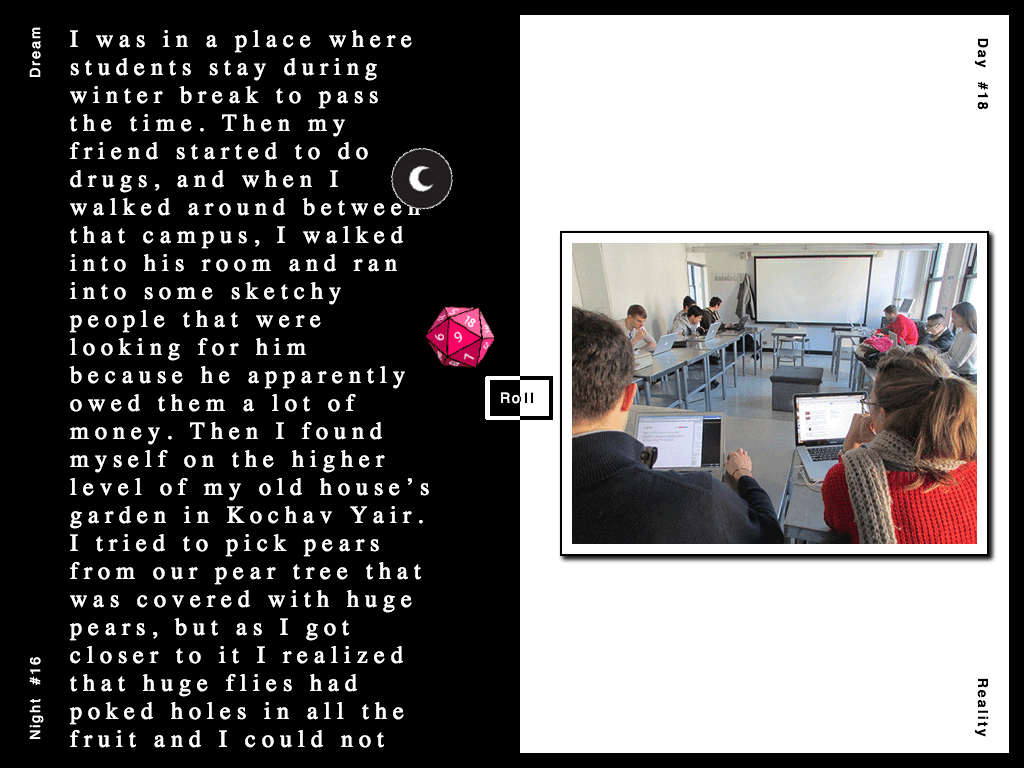 Dream
I was in a place where
students stay during
winter break to pass
the time. Then my
friend started to do
drugs, and when I
walked around between
that campus, I walked
into his room and ran
into some sketchy
people that were
looking for him
because he apparently
owed them a lot of
money. Then I found
myself on the higher
level of my old house’s
garden in Kochav Yair.
I tried to pick pears
from our pear tree that
was covered with huge
pears, but as I got
closer to it I realized
that huge flies had
poked holes in all the
fruit and I could not
Night #16
18
9
6
7
Roll
Day #18
Reality